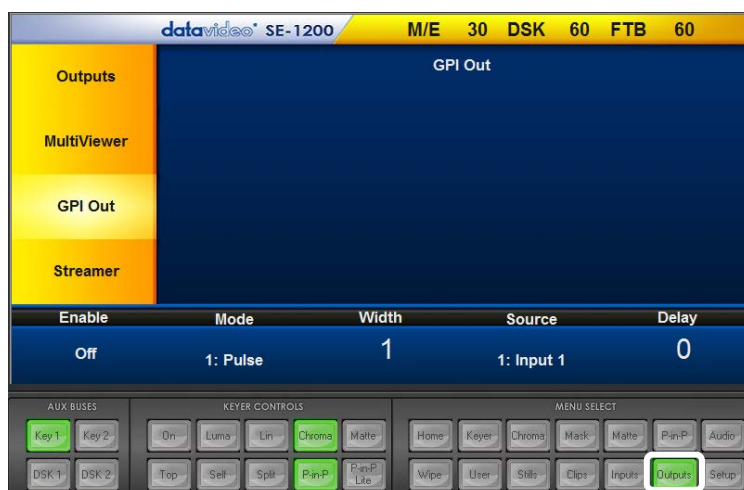 datavideo SE-1200 M/E 30 DSK 60 FTB 60
Outputs
MultiViewer
GPI Out
Streamer
GPI Out
Enable Mode Width Source Delay
Off 1: Pulse 1 1: Input 1 0
AUX BUSES KEYER CONTROLS MENU SELECT
Key 1 Key 2 On Luma Lin Chroma Matte Home Keyer Chroma Mask Matte P-in-P Audio
DSK 1 DSK 2 Top Self Split P-in-P P-in-P Lite Wipe User Stills Clips Inputs Outputs Setup